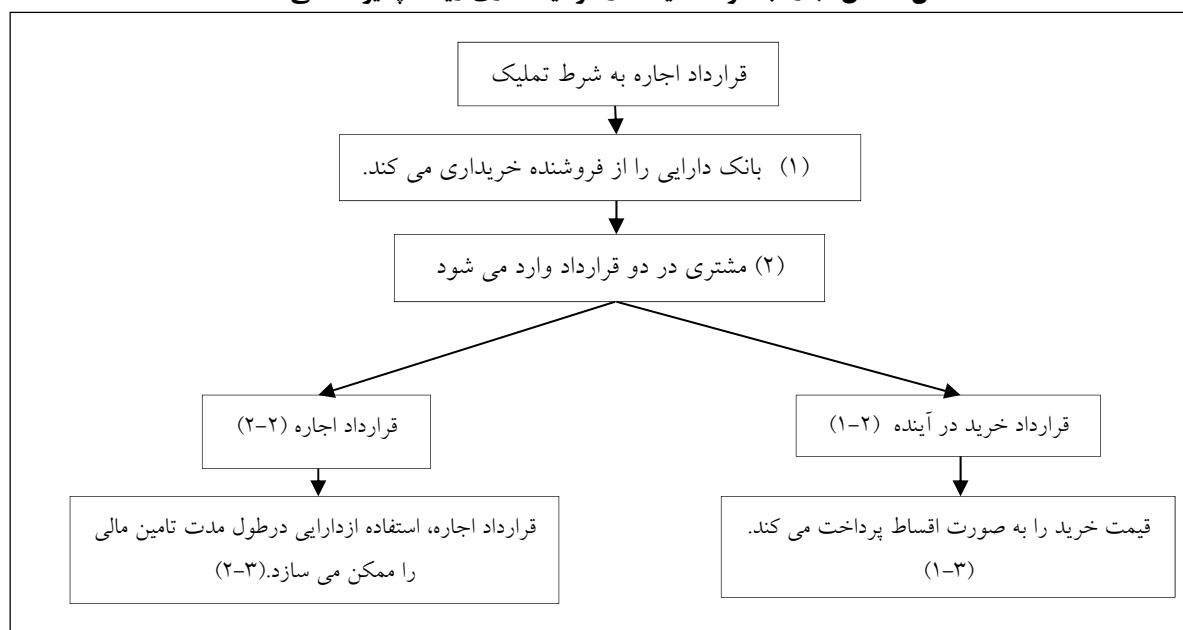 قرارداد اجاره به شرط تملیک
(۱) بانک دارایی را از فروشنده خریداری می کند.
(۲) مشتری در دو قرارداد وارد می شود
قرارداد خرید در آینده (۲-۱)
قرارداد اجاره (۲-۲)
قیمت خرید را به صورت اقساط پرداخت می کند.
(۳-۱)
قرارداد اجاره، استفاده ازدارایی درطول مدت تامین مالی
را ممکن می سازد.(۳-۲)